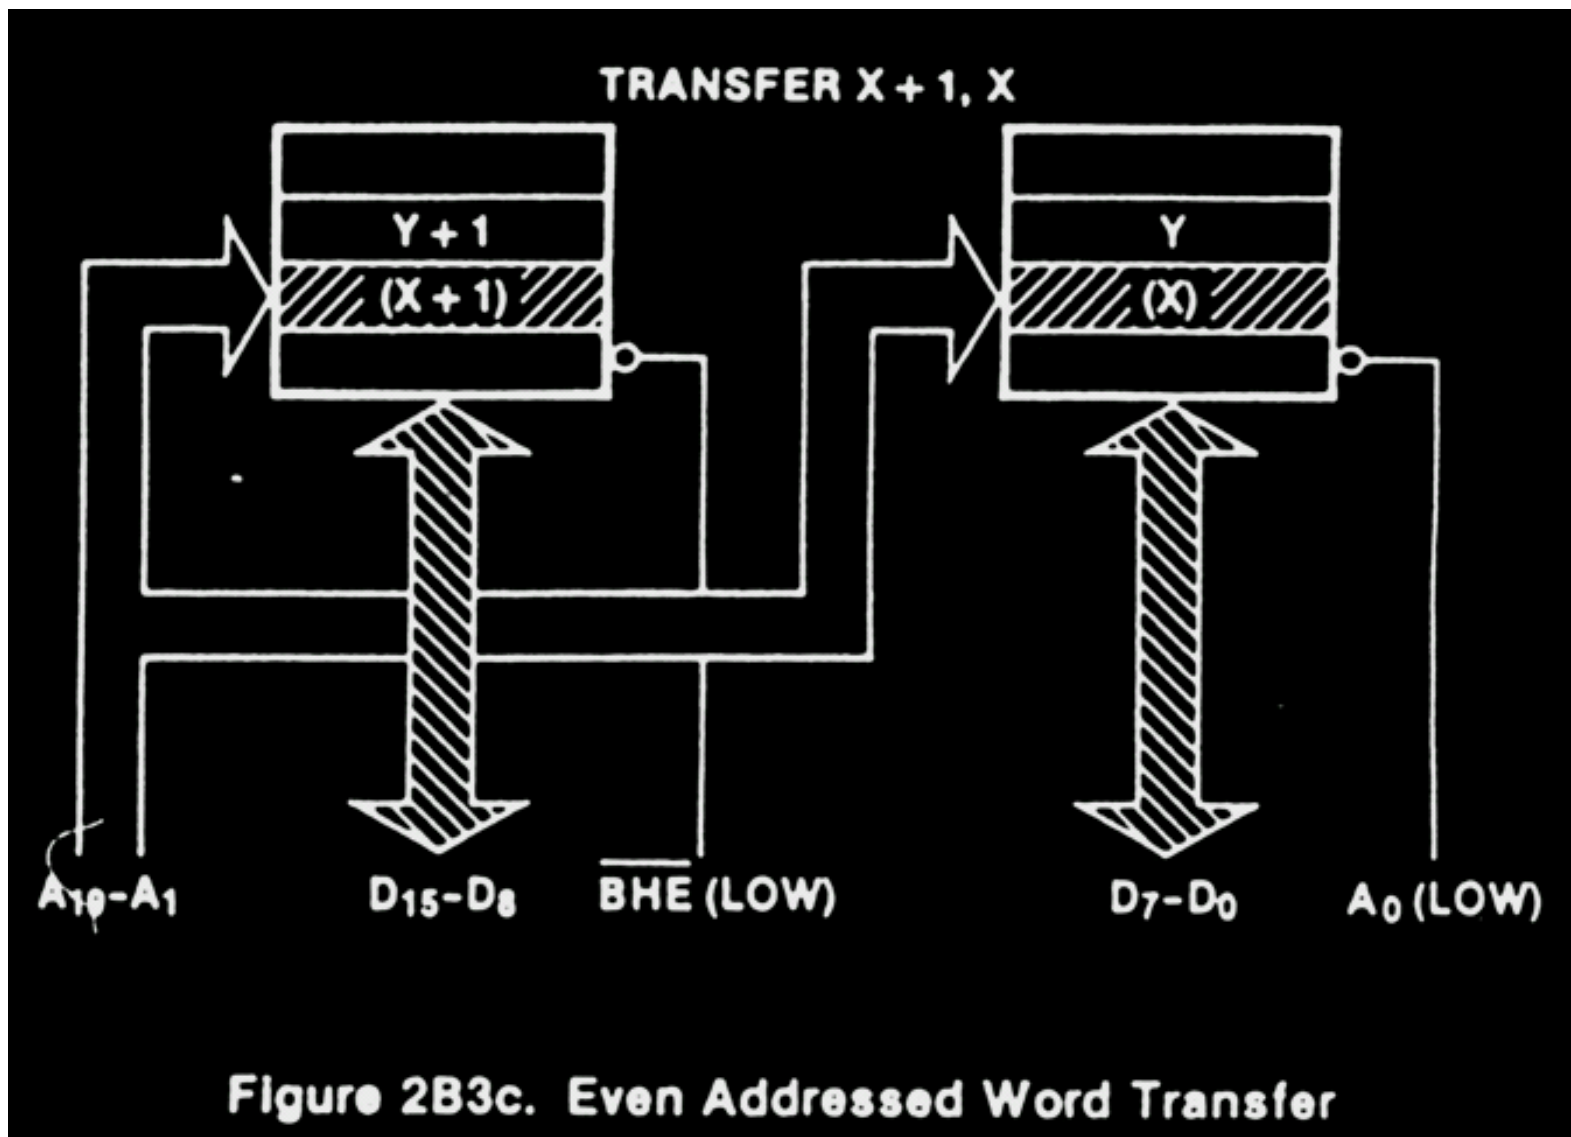 TRANSFER X + 1, X
Y + 1
Y
(X + 1)
(X)
A₁₉-A₁
D₁₅-D₈
B̅H̅E̅ (LOW)
D₇-D₀
A₀ (LOW)
Figure 2B3c. Even Addressed Word Transfer